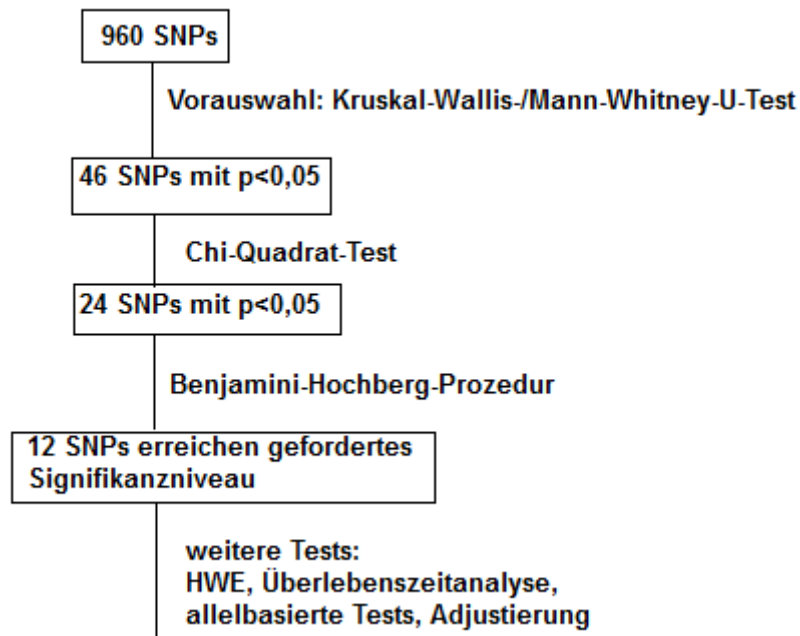 960 SNPs
Vorauswahl: Kruskal-Wallis-/Mann-Whitney-U-Test
46 SNPs mit p<0,05
Chi-Quadrat-Test
24 SNPs mit p<0,05
Benjamini-Hochberg-Prozedur
12 SNPs erreichen gefordertes
Signifikanzniveau
weitere Tests:
HWE, Überlebenszeitanalyse,
allelbasierte Tests, Adjustierung